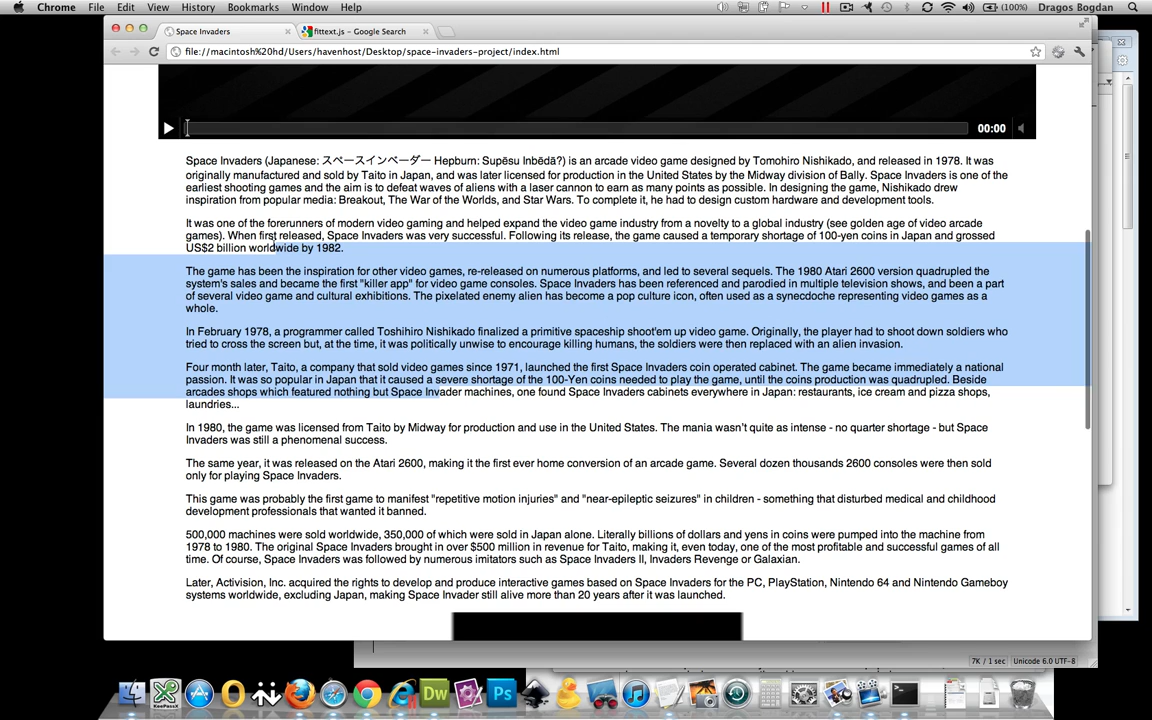 Chrome File Edit View History Bookmarks Window Help (100%) Dragos Bogdan
Space Invaders
fittext.js – Google Search
file://macintosh%20hd/Users/havenhost/Desktop/space-invaders-project/index.html
00:00
Space Invaders (Japanese: スペースインベーダー Hepburn: Supēsu Inbēdā?) is an arcade video game designed by Tomohiro Nishikado, and released in 1978. It was
originally manufactured and sold by Taito in Japan, and was later licensed for production in the United States by the Midway division of Bally. Space Invaders is one of the
earliest shooting games and the aim is to defeat waves of aliens with a laser cannon to earn as many points as possible. In designing the game, Nishikado drew
inspiration from popular media: Breakout, The War of the Worlds, and Star Wars. To complete it, he had to design custom hardware and development tools.
It was one of the forerunners of modern video gaming and helped expand the video game industry from a novelty to a global industry (see golden age of video arcade
games). When first released, Space Invaders was very successful. Following its release, the game caused a temporary shortage of 100-yen coins in Japan and grossed
US$2 billion worldwide by 1982.
The game has been the inspiration for other video games, re-released on numerous platforms, and led to several sequels. The 1980 Atari 2600 version quadrupled the
system's sales and became the first "killer app" for video game consoles. Space Invaders has been referenced and parodied in multiple television shows, and been a part
of several video game and cultural exhibitions. The pixelated enemy alien has become a pop culture icon, often used as a synecdoche representing video games as a
whole.
In February 1978, a programmer called Toshihiro Nishikado finalized a primitive spaceship shoot'em up video game. Originally, the player had to shoot down soldiers who
tried to cross the screen but, at the time, it was politically unwise to encourage killing humans, the soldiers were then replaced with an alien invasion.
Four month later, Taito, a company that sold video games since 1971, launched the first Space Invaders coin operated cabinet. The game became immediately a national
passion. It was so popular in Japan that it caused a severe shortage of the 100-Yen coins needed to play the game, until the coins production was quadrupled. Beside
arcades shops which featured nothing but Space Invader machines, one found Space Invaders cabinets everywhere in Japan: restaurants, ice cream and pizza shops,
laundries...
In 1980, the game was licensed from Taito by Midway for production and use in the United States. The mania wasn't quite as intense - no quarter shortage - but Space
Invaders was still a phenomenal success.
The same year, it was released on the Atari 2600, making it the first ever home conversion of an arcade game. Several dozen thousands 2600 consoles were then sold
only for playing Space Invaders.
This game was probably the first game to manifest "repetitive motion injuries" and "near-epileptic seizures" in children - something that disturbed medical and childhood
development professionals that wanted it banned.
500,000 machines were sold worldwide, 350,000 of which were sold in Japan alone. Literally billions of dollars and yens in coins were pumped into the machine from
1978 to 1980. The original Space Invaders brought in over $500 million in revenue for Taito, making it, even today, one of the most profitable and successful games of all
time. Of course, Space Invaders was followed by numerous imitators such as Space Invaders II, Invaders Revenge or Galaxian.
Later, Activision, Inc. acquired the rights to develop and produce interactive games based on Space Invaders for the PC, PlayStation, Nintendo 64 and Nintendo Gameboy
systems worldwide, excluding Japan, making Space Invader still alive more than 20 years after it was launched.
7K / 1 sec Unicode 6.0 UTF-8
KeePassX
Dw
Ps